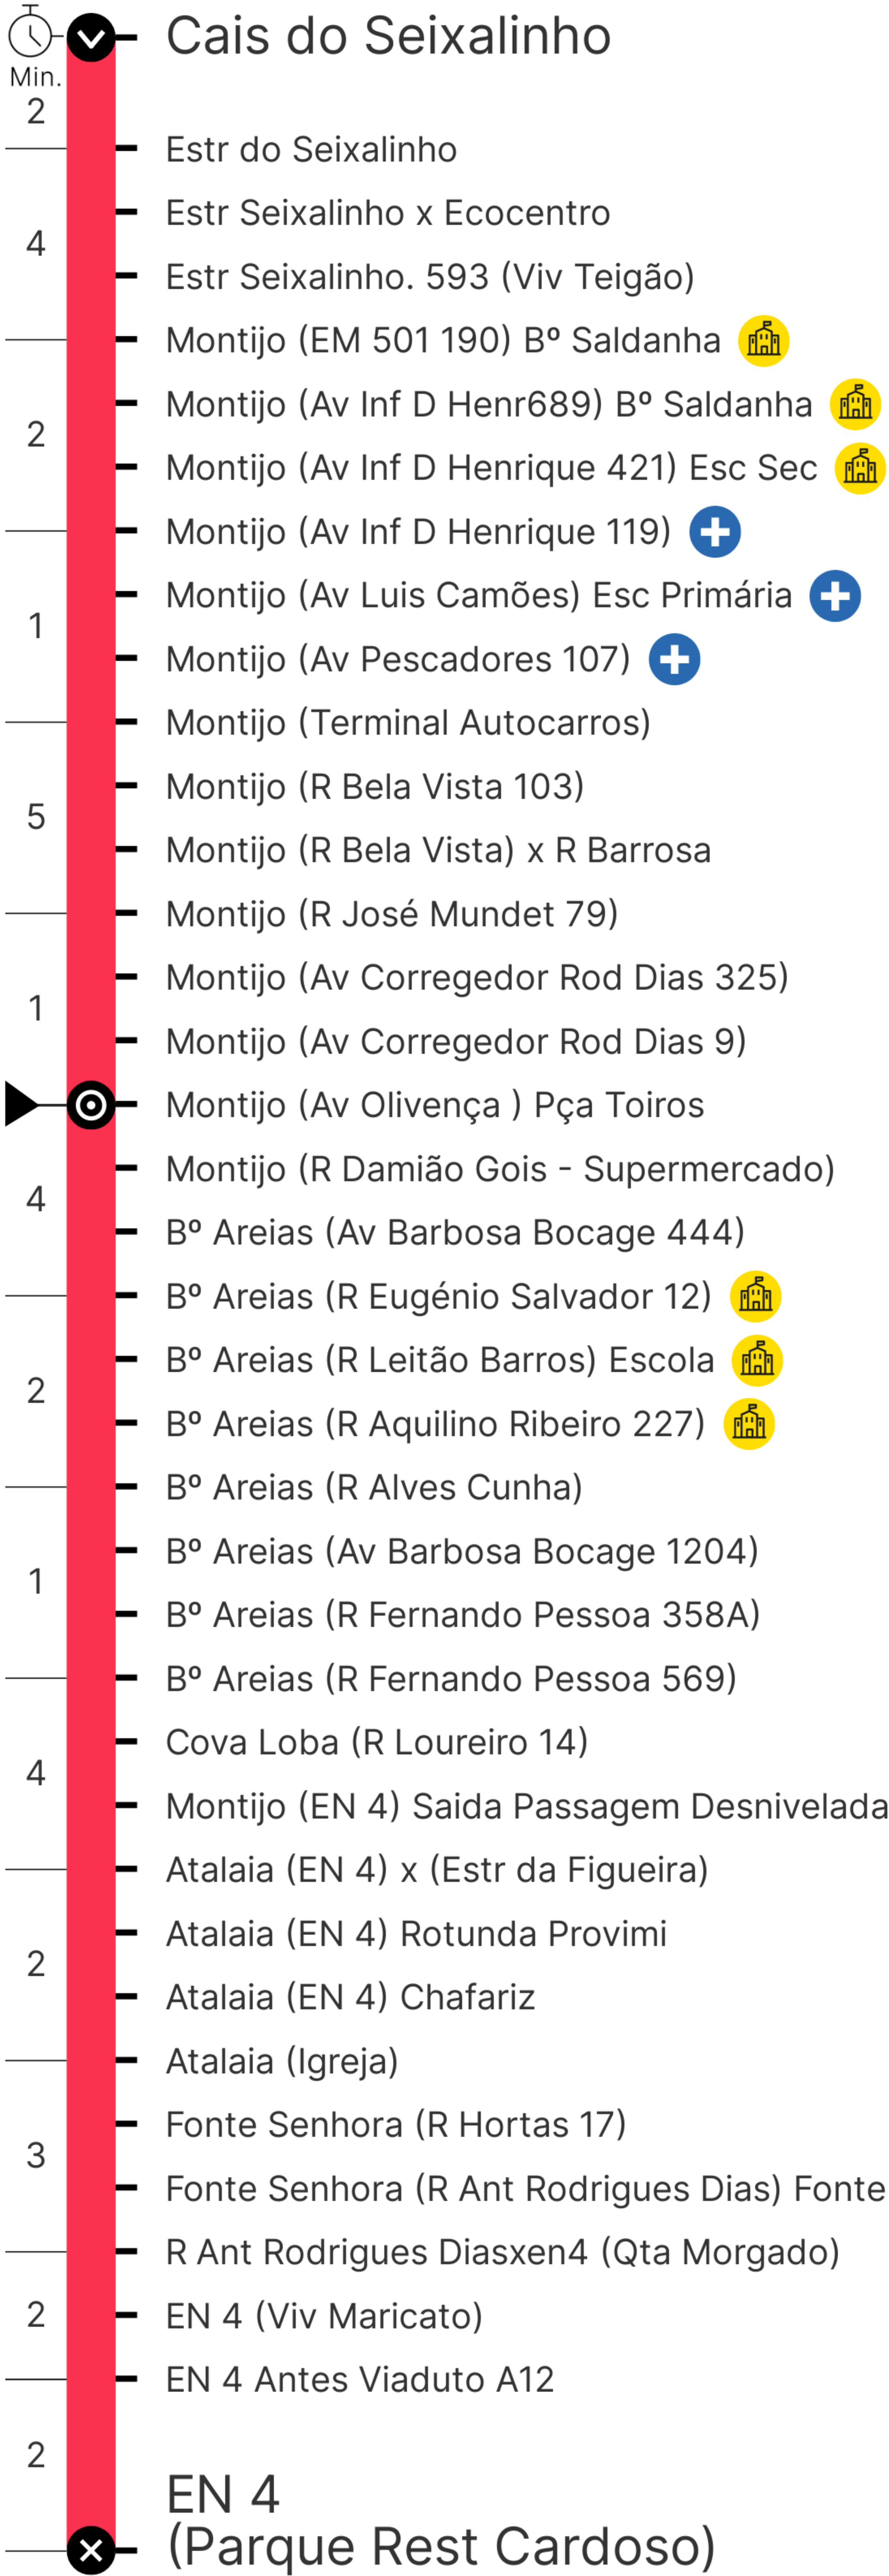 Cais do Seixalinho
Min.
2
Estr do Seixalinho
Estr Seixalinho x Ecocentro
4
Estr Seixalinho. 593 (Viv Teigão)
Montijo (EM 501 190) Bº Saldanha
Montijo (Av Inf D Henr689) Bº Saldanha
2
Montijo (Av Inf D Henrique 421) Esc Sec
Montijo (Av Inf D Henrique 119)
Montijo (Av Luis Camões) Esc Primária
1
Montijo (Av Pescadores 107)
Montijo (Terminal Autocarros)
Montijo (R Bela Vista 103)
5
Montijo (R Bela Vista) x R Barrosa
Montijo (R José Mundet 79)
Montijo (Av Corregedor Rod Dias 325)
1
Montijo (Av Corregedor Rod Dias 9)
Montijo (Av Olivença ) Pça Toiros
Montijo (R Damião Gois - Supermercado)
4
Bº Areias (Av Barbosa Bocage 444)
Bº Areias (R Eugénio Salvador 12)
Bº Areias (R Leitão Barros) Escola
2
Bº Areias (R Aquilino Ribeiro 227)
Bº Areias (R Alves Cunha)
Bº Areias (Av Barbosa Bocage 1204)
1
Bº Areias (R Fernando Pessoa 358A)
Bº Areias (R Fernando Pessoa 569)
Cova Loba (R Loureiro 14)
4
Montijo (EN 4) Saida Passagem Desnivelada
Atalaia (EN 4) x (Estr da Figueira)
Atalaia (EN 4) Rotunda Provimi
2
Atalaia (EN 4) Chafariz
Atalaia (Igreja)
Fonte Senhora (R Hortas 17)
3
Fonte Senhora (R Ant Rodrigues Dias) Fonte
R Ant Rodrigues Diasxen4 (Qta Morgado)
2
EN 4 (Viv Maricato)
EN 4 Antes Viaduto A12
2
EN 4
(Parque Rest Cardoso)